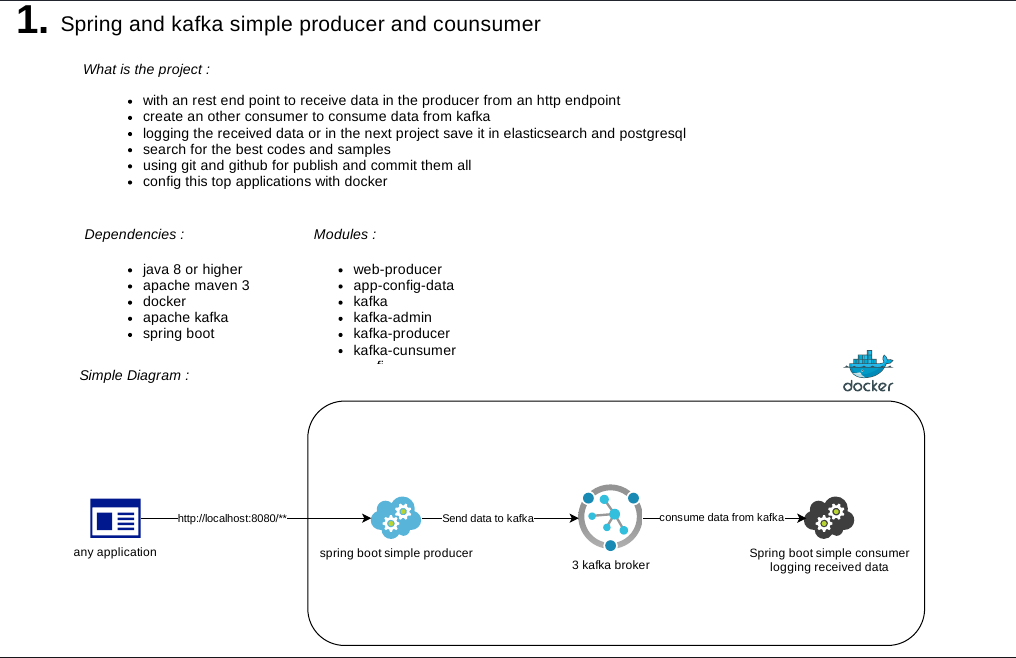 1. Spring and kafka simple producer and counsumer
What is the project :
with an rest end point to receive data in the producer from an http endpoint
create an other consumer to consume data from kafka
logging the received data or in the next project save it in elasticsearch and postgresql
search for the best codes and samples
using git and github for publish and commit them all
config this top applications with docker
Dependencies :
java 8 or higher
apache maven 3
docker
apache kafka
spring boot
Modules :
web-producer
app-config-data
kafka
kafka-admin
kafka-producer
kafka-cunsumer
Simple Diagram :
docker
http://localhost:8080/**
Send data to kafka
consume data from kafka
any application
spring boot simple producer
3 kafka broker
Spring boot simple consumer
logging received data